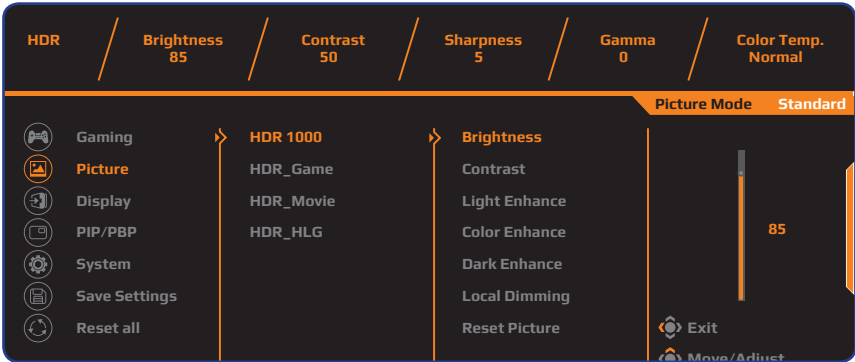 HDR Brightness Contrast Sharpness Gamma Color Temp.
85 50 5 0 Normal
Picture Mode Standard
Gaming HDR 1000 Brightness
Picture HDR_Game Contrast
Display HDR_Movie Light Enhance
PIP/PBP HDR_HLG Color Enhance 85
System Dark Enhance
Save Settings Local Dimming
Reset all Reset Picture Exit
Move/Adjust